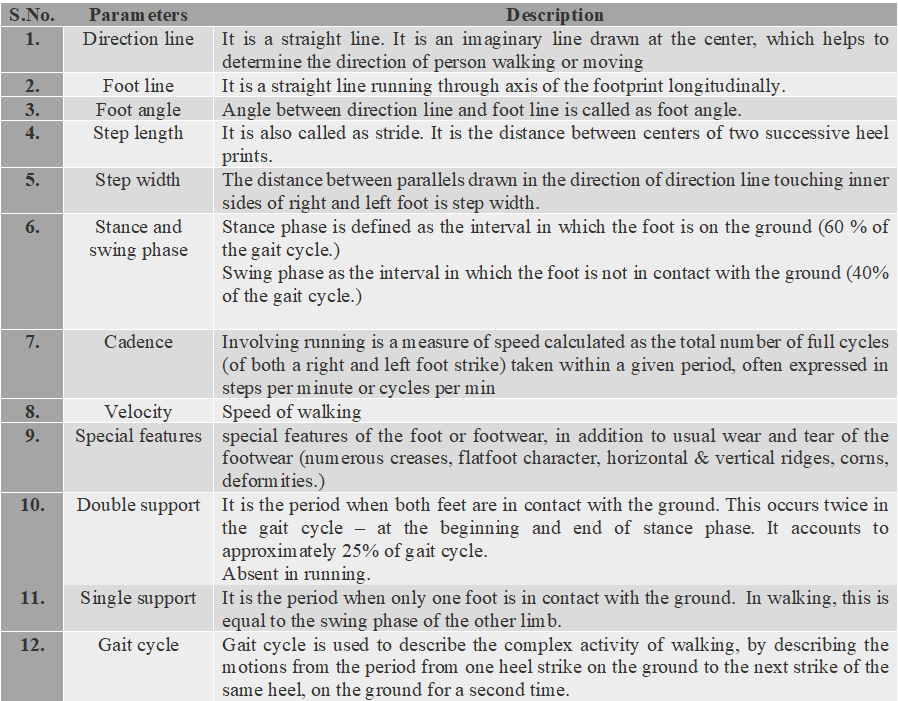 S.No. Parameters Description
1. Direction line It is a straight line. It is an imaginary line drawn at the center, which helps to
determine the direction of person walking or moving
2. Foot line It is a straight line running through axis of the footprint longitudinally.
3. Foot angle Angle between direction line and foot line is called as foot angle.
4. Step length It is also called as stride. It is the distance between centers of two successive heel
prints.
5. Step width The distance between parallels drawn in the direction of direction line touching inner
sides of right and left foot is step width.
6. Stance and Stance phase is defined as the interval in which the foot is on the ground (60 % of
swing phase the gait cycle.)
Swing phase as the interval in which the foot is not in contact with the ground (40%
of the gait cycle.)
7. Cadence Involving running is a measure of speed calculated as the total number of full cycles
(of both a right and left foot strike) taken within a given period, often expressed in
steps per minute or cycles per min
8. Velocity Speed of walking
9. Special features special features of the foot or footwear, in addition to usual wear and tear of the
footwear (numerous creases, flatfoot character, horizontal & vertical ridges, corns,
deformities.)
10. Double support It is the period when both feet are in contact with the ground. This occurs twice in
the gait cycle – at the beginning and end of stance phase. It accounts to
approximately 25% of gait cycle.
Absent in running.
11. Single support It is the period when only one foot is in contact with the ground. In walking, this is
equal to the swing phase of the other limb.
12. Gait cycle Gait cycle is used to describe the complex activity of walking, by describing the
motions from the period from one heel strike on the ground to the next strike of the
same heel, on the ground for a second time.